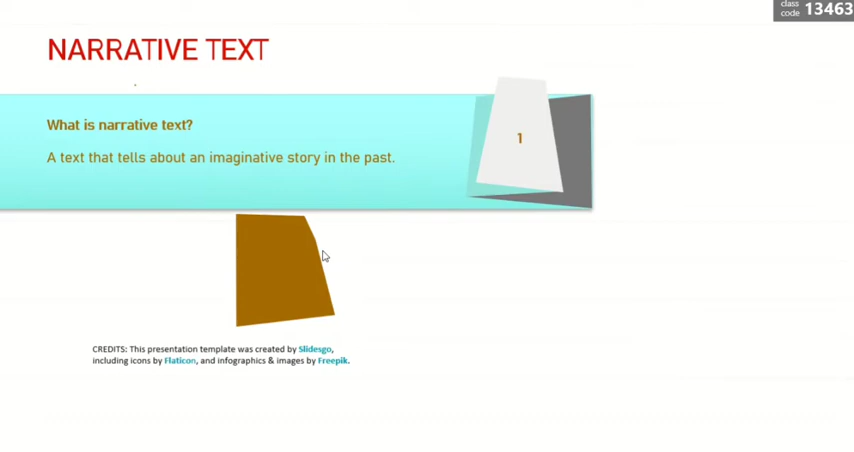 class
code 13463
NARRATIVE TEXT
What is narrative text?
A text that tells about an imaginative story in the past.
1
CREDITS: This presentation template was created by Slidesgo,
including icons by Flaticon, and infographics & images by Freepik.